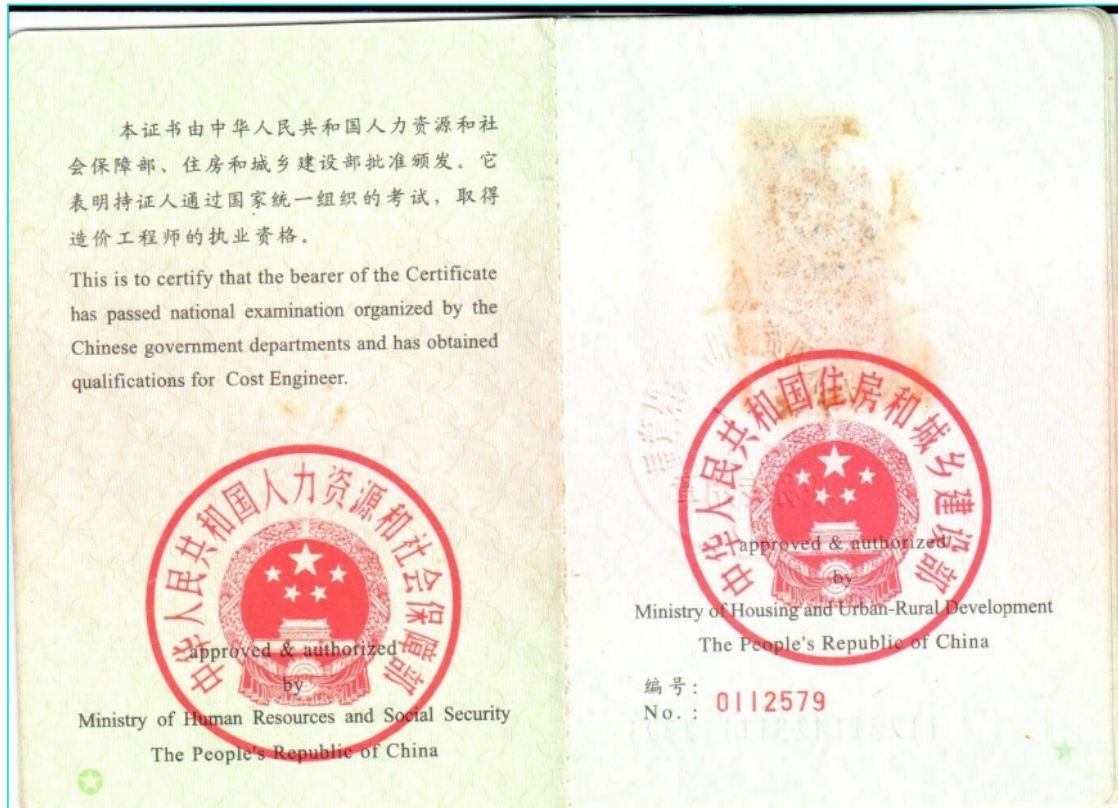 本证书由中华人民共和国人力资源和社
会保障部、住房和城乡建设部批准颁发。它
表明持证人通过国家统一组织的考试，取得
造价工程师的执业资格。
This is to certify that the bearer of the Certificate
has passed national examination organized by the
Chinese government departments and has obtained
qualifications for Cost Engineer.
中华人民共和国人力资源和社会保障部
approved & authorized
by
Ministry of Human Resources and Social Security
The People's Republic of China
中华人民共和国住房和城乡建设部
approved & authorized
by
Ministry of Housing and Urban-Rural Development
The People's Republic of China
编号：
No. : 0112579